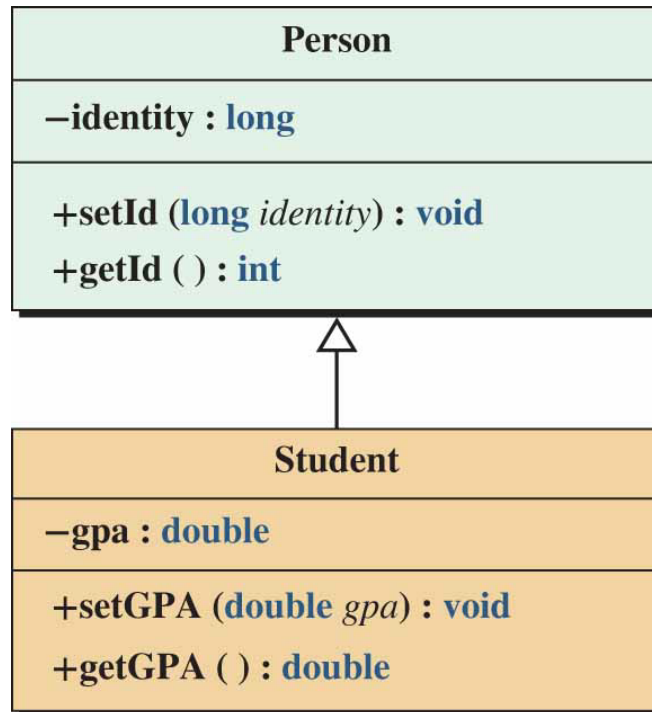 Person
−identity : long
+setId (long identity) : void
+getId ( ) : int
Student
−gpa : double
+setGPA (double gpa) : void
+getGPA ( ) : double